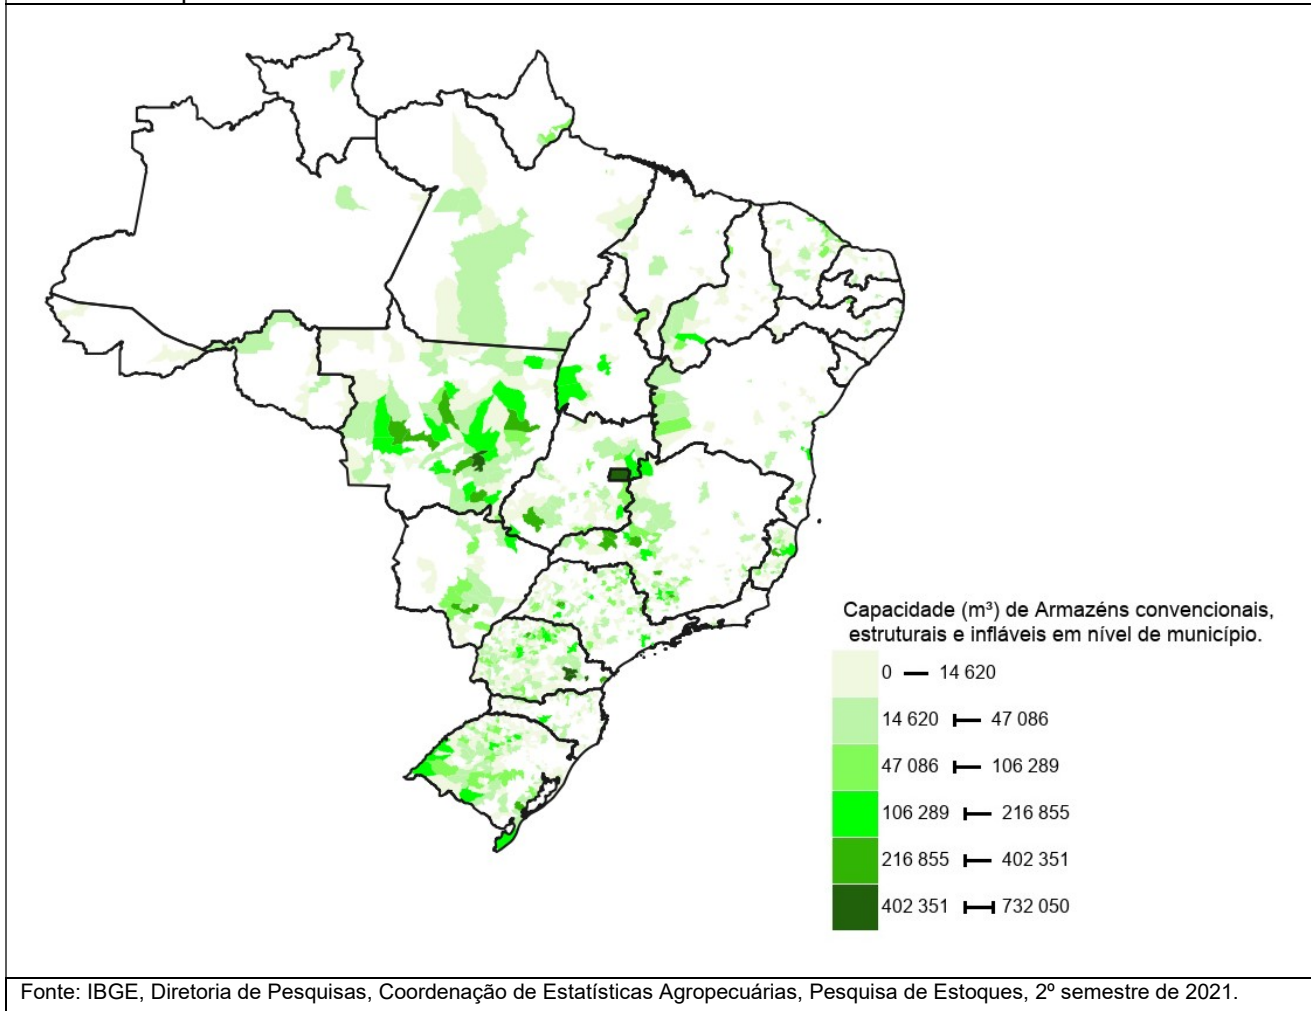 Capacidade (m³) de Armazéns convencionais,
estruturais e infláveis em nível de município.
0 — 14 620
14 620 ⊢ 47 086
47 086 ⊢ 106 289
106 289 ⊢ 216 855
216 855 ⊢ 402 351
402 351 ⊢⊣ 732 050
Fonte: IBGE, Diretoria de Pesquisas, Coordenação de Estatísticas Agropecuárias, Pesquisa de Estoques, 2º semestre de 2021.